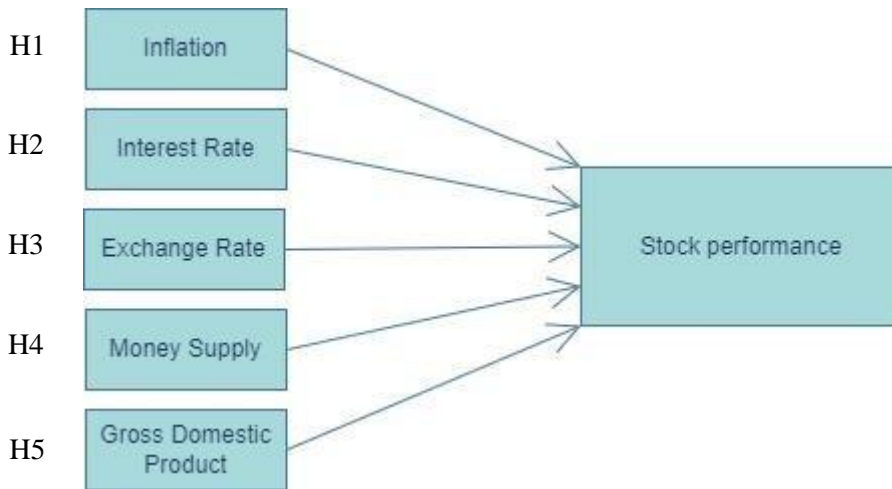 H1
Inflation
H2
Interest Rate
H3
Exchange Rate
Stock performance
H4
Money Supply
H5
Gross Domestic
Product